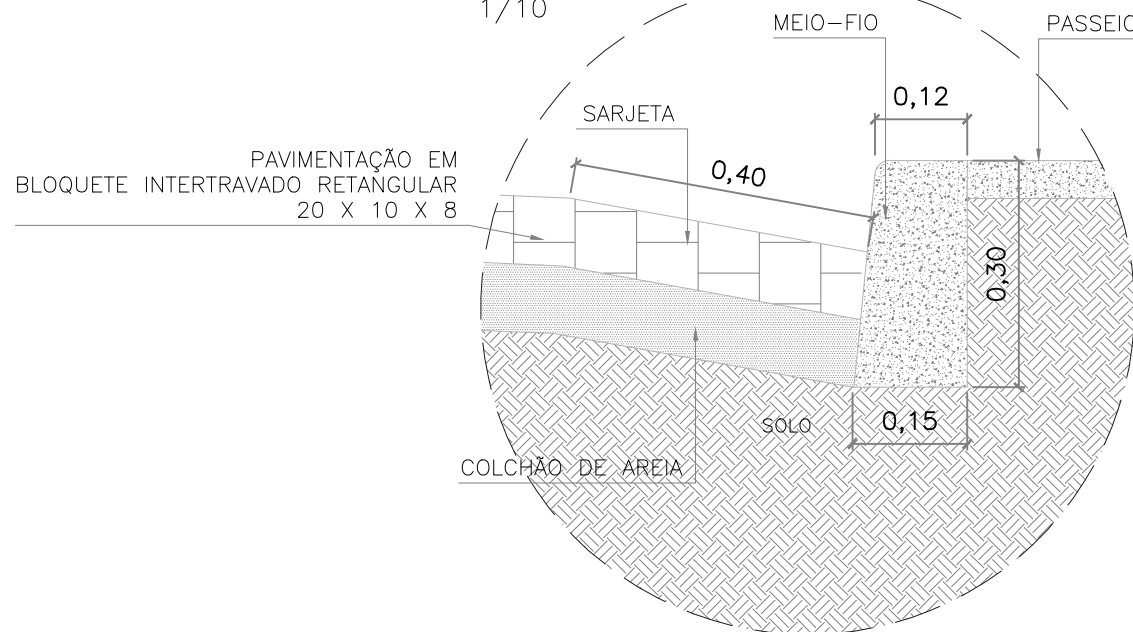 1/10
MEIO-FIO
PASSEIO
0,12
SARJETA
PAVIMENTAÇÃO EM
BLOQUETE INTERTRAVADO RETANGULAR
20 X 10 X 8
0,40
0,30
SOLO
0,15
COLCHÃO DE AREIA